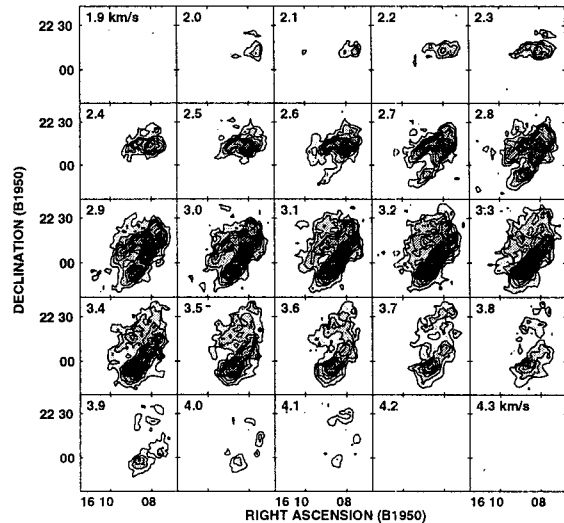 22 30
1.9 km/s 2.0 2.1 2.2 2.3
00
22 30
2.4 2.5 2.6 2.7 2.8
00
DECLINATION (B1950)
22 30
2.9 3.0 3.1 3.2 3.3
00
22 30
3.4 3.5 3.6 3.7 3.8
00
22 30
3.9 4.0 4.1 4.2 4.3 km/s
00
16 10 08 16 10 08 16 10 08
RIGHT ASCENSION (B1950)